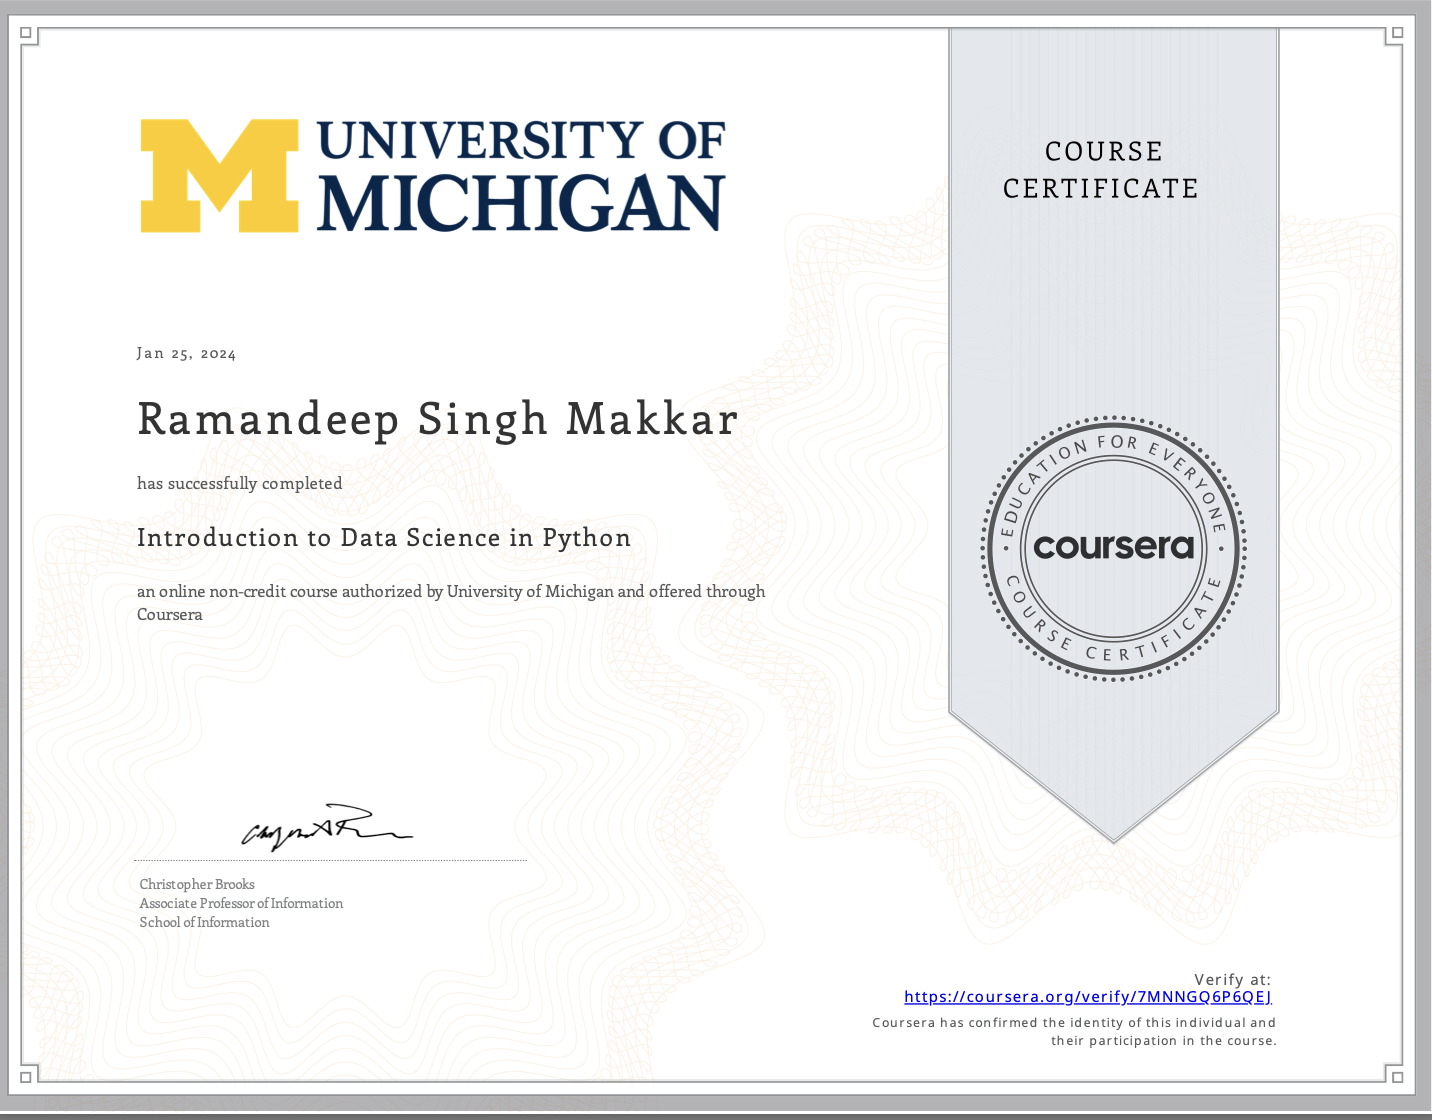 UNIVERSITY OF
MICHIGAN
COURSE
CERTIFICATE
Jan 25, 2024
Ramandeep Singh Makkar
has successfully completed
Introduction to Data Science in Python
an online non-credit course authorized by University of Michigan and offered through
Coursera
EDUCATION FOR EVERYONE
coursera
COURSE CERTIFICATE
Christopher Brooks
Associate Professor of Information
School of Information
Verify at:
https://coursera.org/verify/7MNNGQ6P6QEJ
Coursera has confirmed the identity of this individual and
their participation in the course.